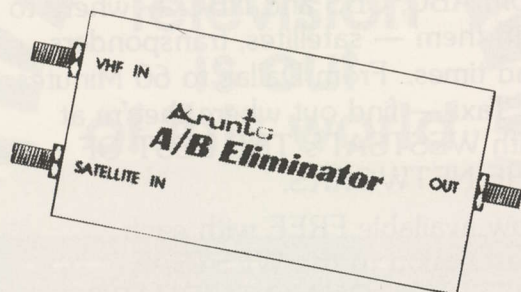 VHF IN
Arunta
A/B Eliminator
SATELLITE IN
OUT